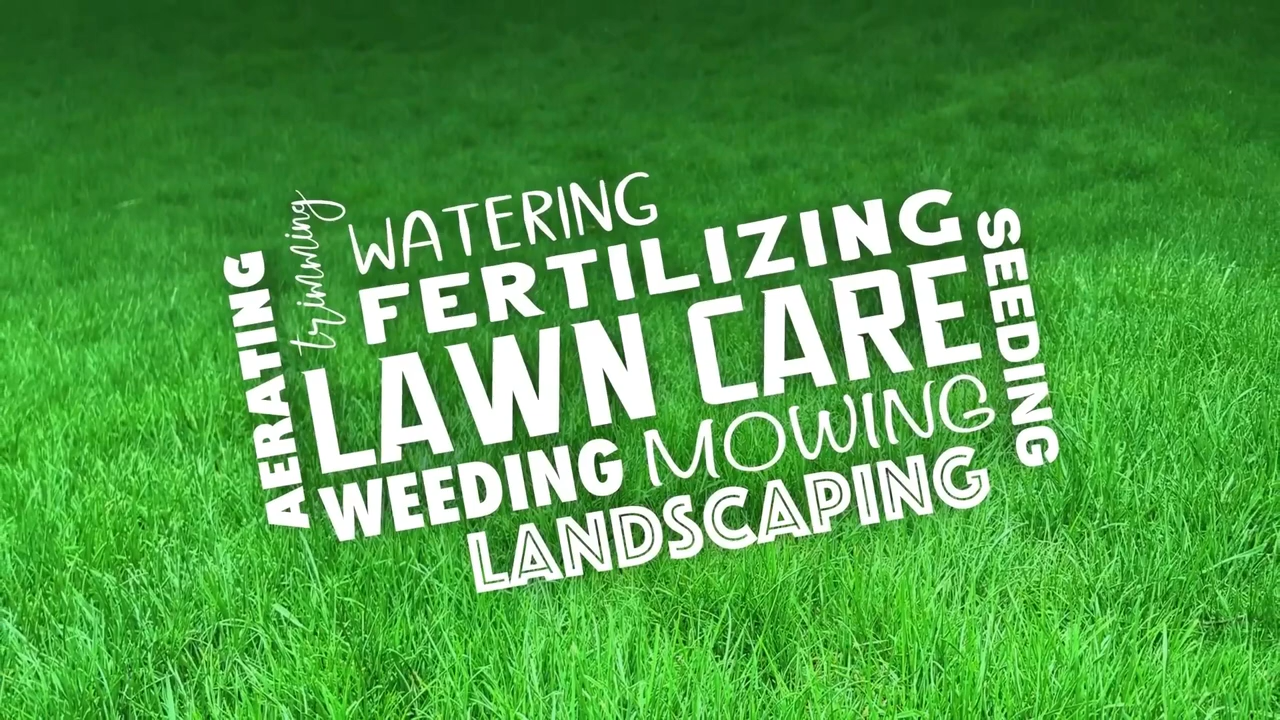 AERATING
trimming
WATERING
FERTILIZING
LAWN CARE
WEEDING MOWING
LANDSCAPING
SEEDING